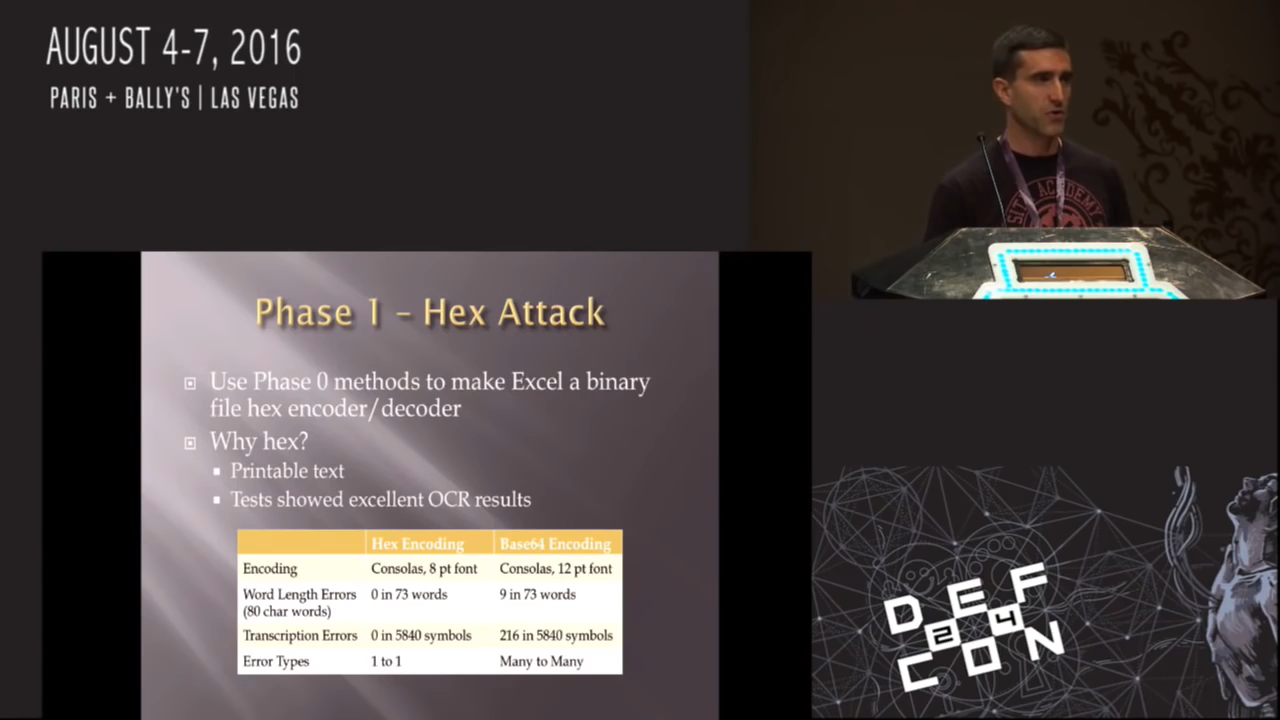 AUGUST 4-7, 2016
PARIS + BALLY'S | LAS VEGAS
SITY ACADEMY
Phase 1 – Hex Attack
Use Phase 0 methods to make Excel a binary
file hex encoder/decoder
Why hex?
Printable text
Tests showed excellent OCR results
Hex Encoding Base64 Encoding
Encoding Consolas, 8 pt font Consolas, 12 pt font
Word Length Errors 0 in 73 words 9 in 73 words
(80 char words)
Transcription Errors 0 in 5840 symbols 216 in 5840 symbols
Error Types 1 to 1 Many to Many
DEF
24
CON